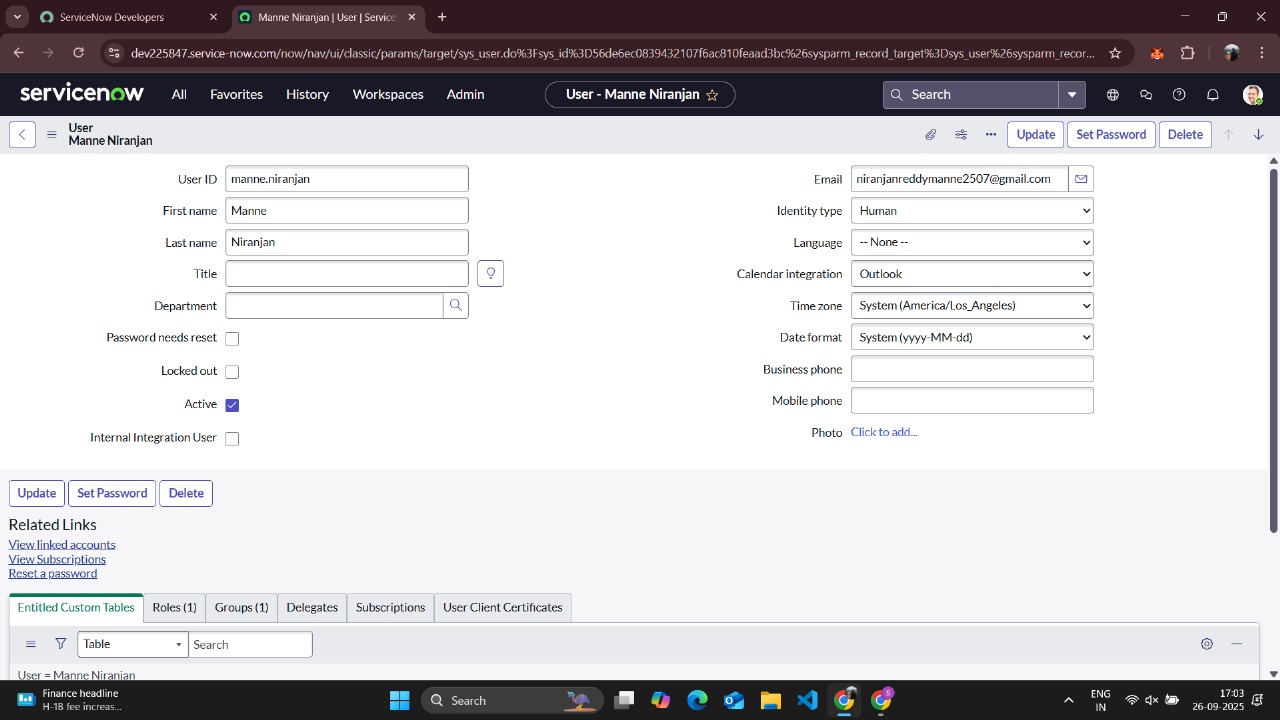 ServiceNow Developers
Manne Niranjan | User | Service
dev225847.service-now.com/now/nav/ui/classic/params/target/sys_user.do%3Fsys_id%3D56de6ec0839432107f6ac810feaad3bc%26sysparm_record_target%3Dsys_user%26sysparm_recor...
servicenow
All
Favorites
History
Workspaces
Admin
User - Manne Niranjan
Search
User
Manne Niranjan
Update
Set Password
Delete
User ID
manne.niranjan
Email
niranjanreddymanne2507@gmail.com
First name
Manne
Identity type
Human
Last name
Niranjan
Language
-- None --
Title
Calendar integration
Outlook
Department
Time zone
System (America/Los_Angeles)
Password needs reset
Date format
System (yyyy-MM-dd)
Locked out
Business phone
Active
Mobile phone
Internal Integration User
Photo
Click to add...
Update
Set Password
Delete
Related Links
View linked accounts
View Subscriptions
Reset a password
Entitled Custom Tables
Roles (1)
Groups (1)
Delegates
Subscriptions
User Client Certificates
Table
Search
User = Manne Niranjan
Finance headline
H-1B fee increas...
Search
S
ENG
IN
17:03
26-09-2025